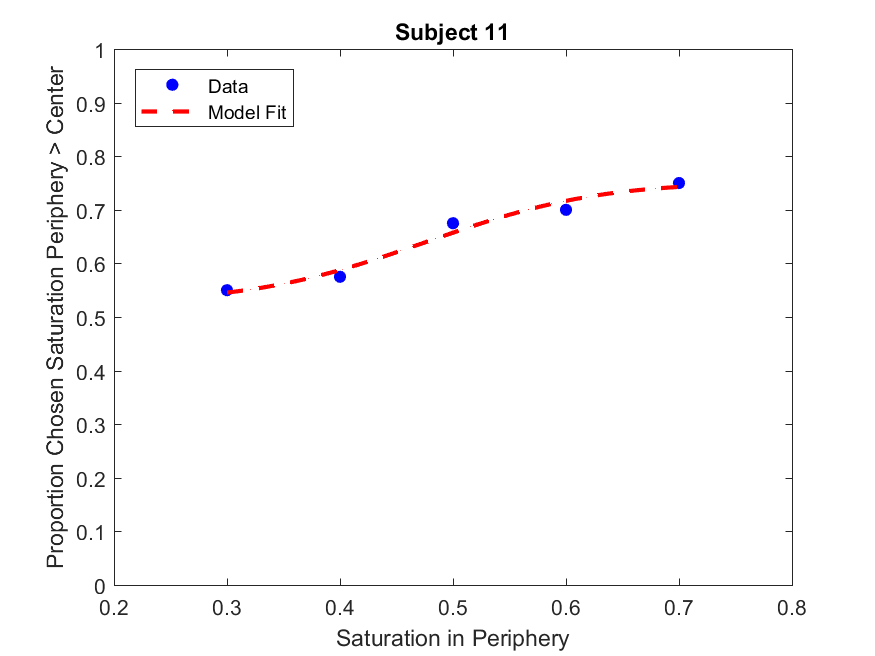 Subject 11
Data
Model Fit
Proportion Chosen Saturation Periphery > Center
1
0.9
0.8
0.7
0.6
0.5
0.4
0.3
0.2
0.1
0
0.2 0.3 0.4 0.5 0.6 0.7 0.8
Saturation in Periphery